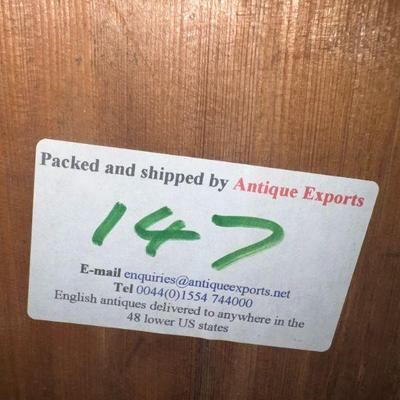 Packed and shipped by Antique Exports
147
E-mail enquiries@antiqueexports.net
Tel 0044(0)1554 744000
English antiques delivered to anywhere in the
48 lower US states